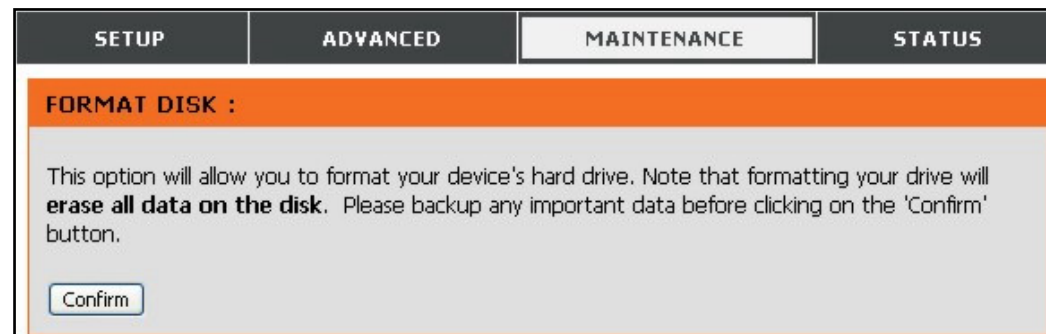 SETUP ADVANCED MAINTENANCE STATUS
FORMAT DISK :
This option will allow you to format your device's hard drive. Note that formatting your drive will
erase all data on the disk. Please backup any important data before clicking on the 'Confirm'
button.
Confirm